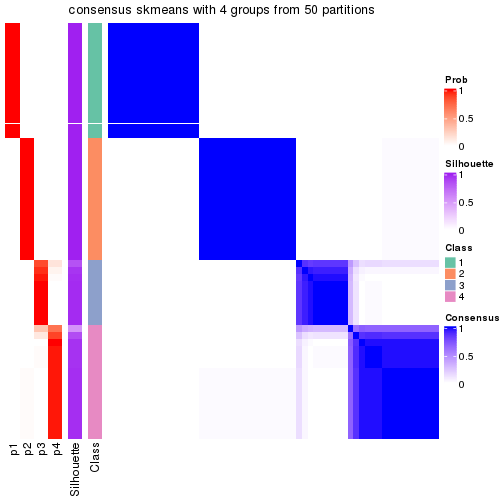 consensus skmeans with 4 groups from 50 partitions
Prob
1
0.5
0
Silhouette
1
0.5
0
Class
1
2
3
4
Consensus
1
0.5
0
p1
p2
p3
p4
Silhouette
Class